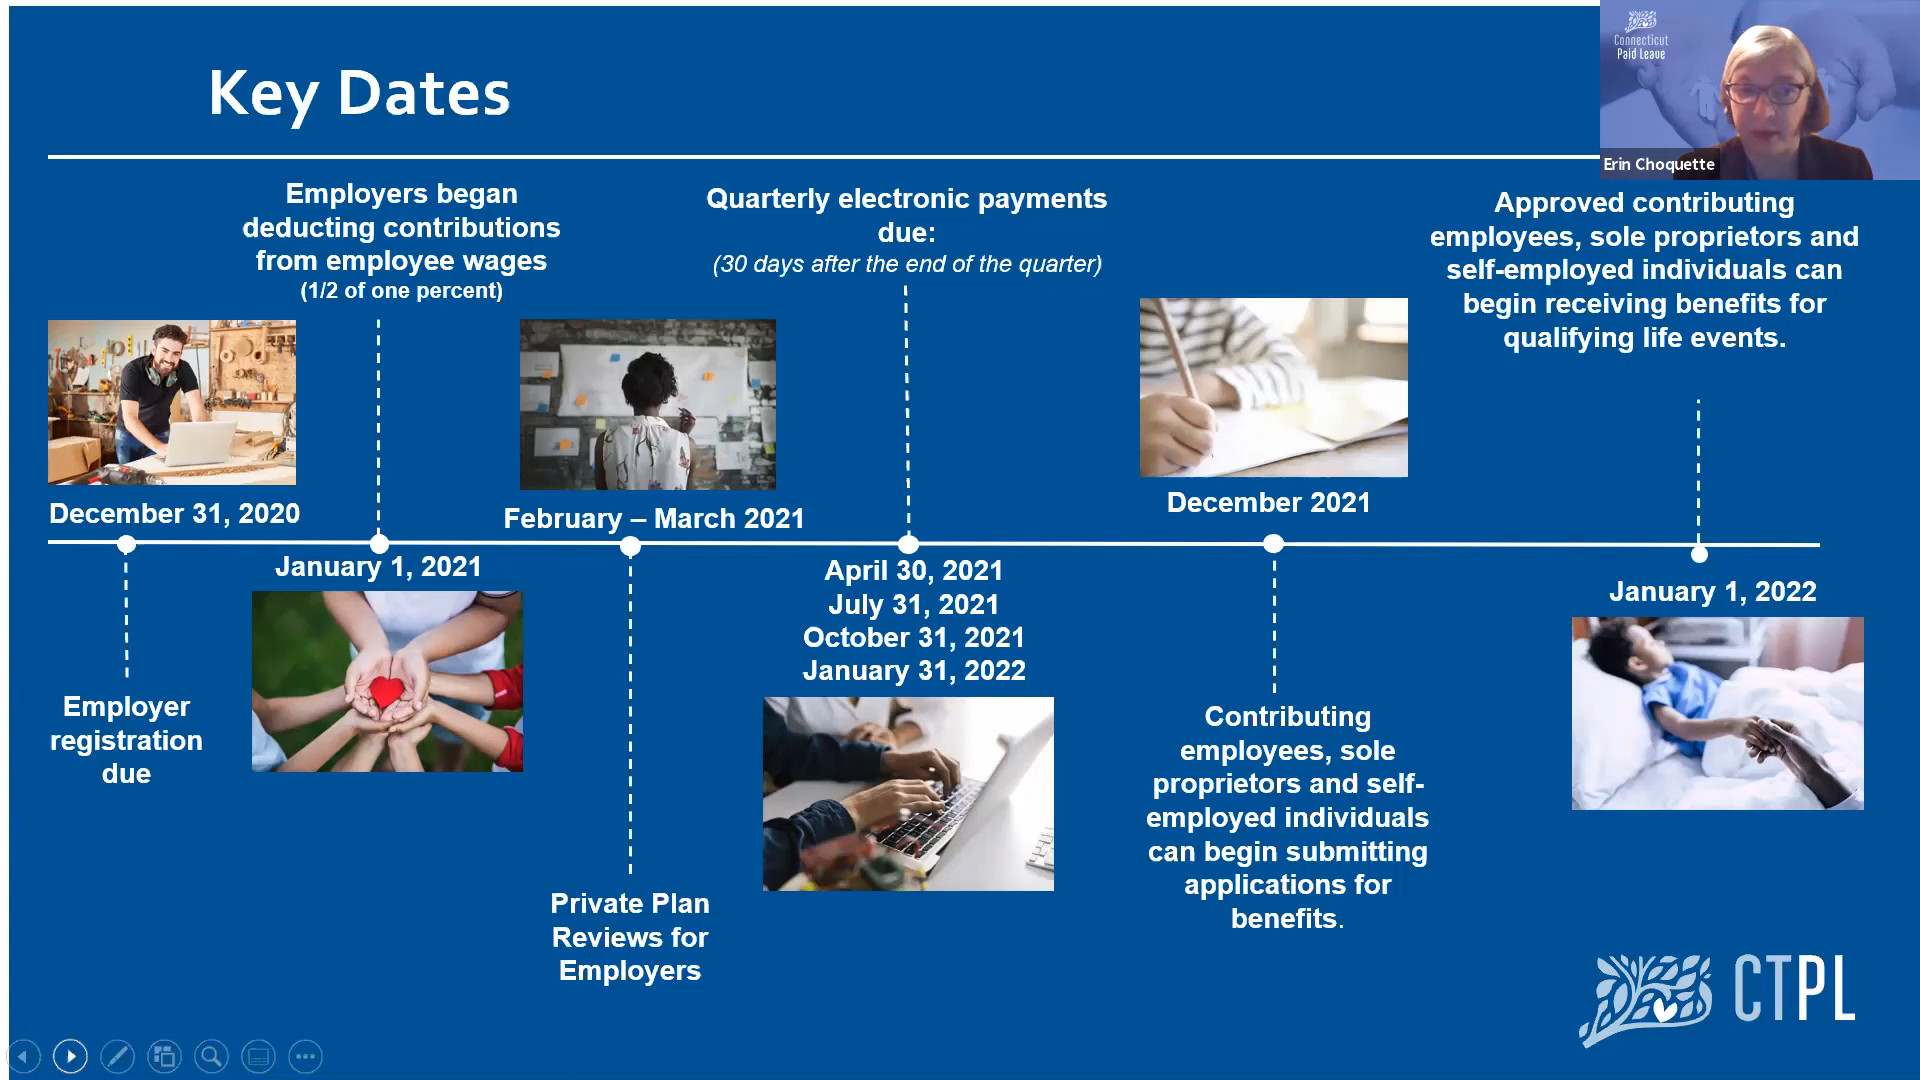 Key Dates
Connecticut
Paid Leave
Erin Choquette
Employers began
deducting contributions
from employee wages
(1/2 of one percent)
Quarterly electronic payments
due:
(30 days after the end of the quarter)
Approved contributing
employees, sole proprietors and
self-employed individuals can
begin receiving benefits for
qualifying life events.
December 31, 2020
February – March 2021
December 2021
January 1, 2021
April 30, 2021
July 31, 2021
October 31, 2021
January 31, 2022
January 1, 2022
Employer
registration
due
Private Plan
Reviews for
Employers
Contributing
employees, sole
proprietors and self-
employed individuals
can begin submitting
applications for
benefits.
CTPL